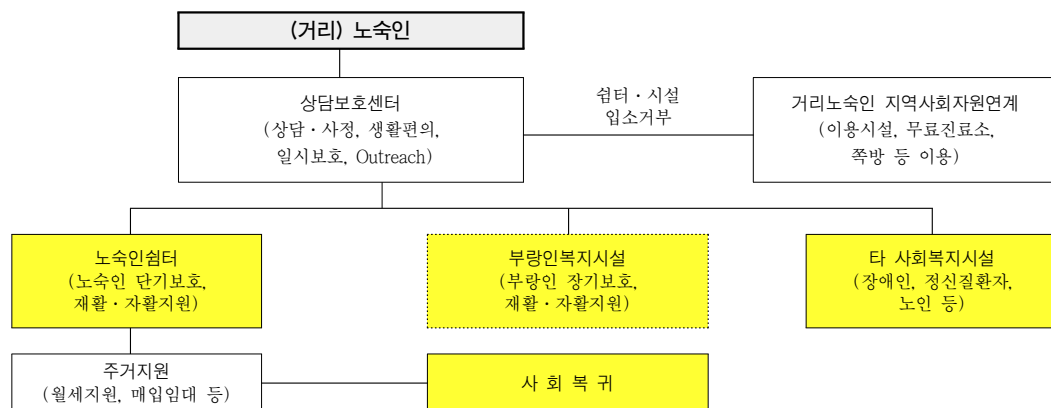 (거리) 노숙인
상담보호센터
(상담·사정, 생활편의,
일시보호, Outreach)
쉼터·시설
입소거부
거리노숙인 지역사회자원연계
(이용시설, 무료진료소,
쪽방 등 이용)
노숙인쉼터
(노숙인 단기보호,
재활·자활지원)
부랑인복지시설
(부랑인 장기보호,
재활·자활지원)
타 사회복지시설
(장애인, 정신질환자,
노인 등)
주거지원
(월세지원, 매입임대 등)
사 회 복 귀